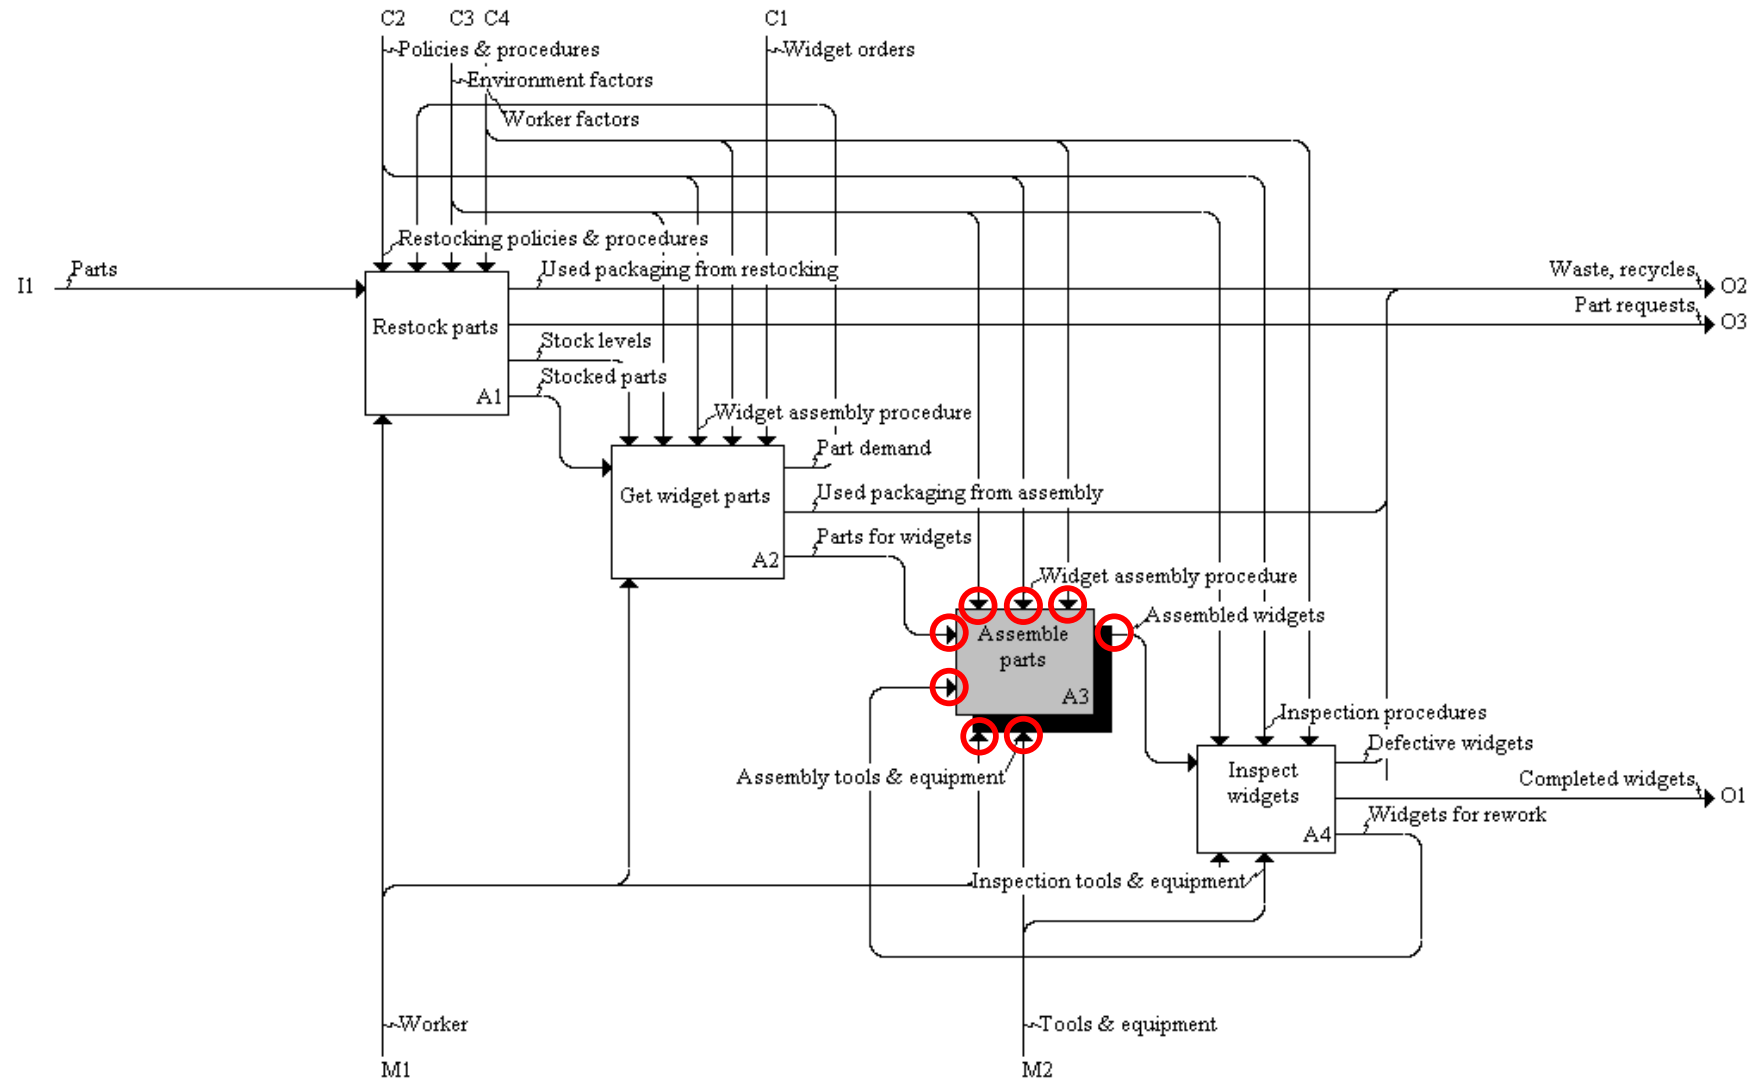 C2
C3
C4
C1
Policies & procedures
Widget orders
Environment factors
Worker factors
Restocking policies & procedures
I1
Parts
Used packaging from restocking
Waste, recycles
O2
Part requests
O3
Restock parts
Stock levels
Stocked parts
A1
Widget assembly procedure
Part demand
Get widget parts
Used packaging from assembly
Parts for widgets
A2
Widget assembly procedure
Assembled widgets
Assemble
parts
A3
Inspection procedures
Defective widgets
Assembly tools & equipment
Inspect
widgets
Completed widgets
O1
Widgets for rework
A4
Inspection tools & equipment
Worker
Tools & equipment
M1
M2